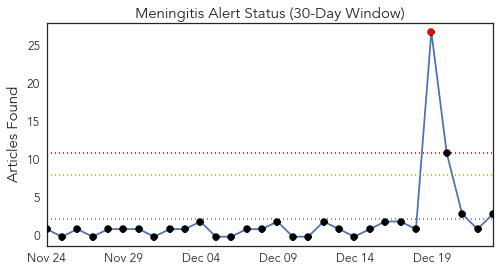 Meningitis Alert Status (30-Day Window)
Articles Found
25
20
15
10
5
0
Nov 24 Nov 29 Dec 04 Dec 09 Dec 14 Dec 19